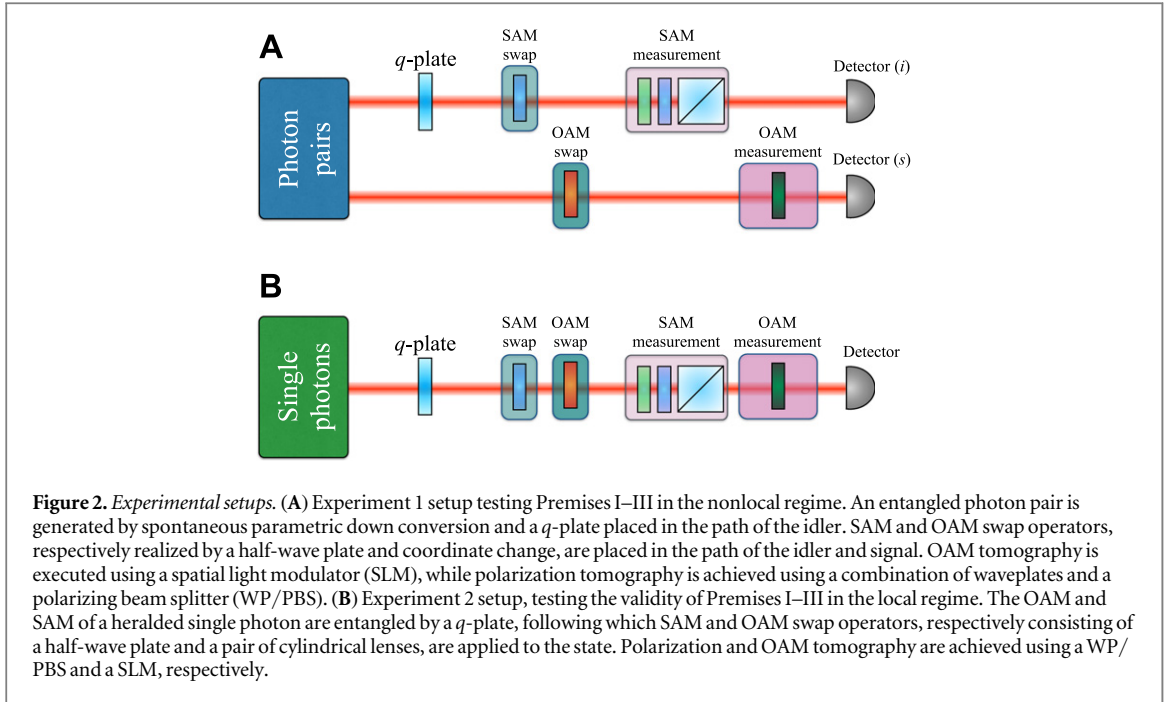 A
q-plate
SAM
swap
SAM
measurement
Detector (i)
Photon
pairs
OAM
swap
OAM
measurement
Detector (s)
B
q-plate
SAM
swap
OAM
swap
SAM
measurement
OAM
measurement
Detector
Single
photons
Figure 2. Experimental setups. (A) Experiment 1 setup testing Premises I–III in the nonlocal regime. An entangled photon pair is
generated by spontaneous parametric down conversion and a q-plate placed in the path of the idler. SAM and OAM swap operators,
respectively realized by a half-wave plate and coordinate change, are placed in the path of the idler and signal. OAM tomography is
executed using a spatial light modulator (SLM), while polarization tomography is achieved using a combination of waveplates and a
polarizing beam splitter (WP/PBS). (B) Experiment 2 setup, testing the validity of Premises I–III in the local regime. The OAM and
SAM of a heralded single photon are entangled by a q-plate, following which SAM and OAM swap operators, respectively consisting of
a half-wave plate and a pair of cylindrical lenses, are applied to the state. Polarization and OAM tomography are achieved using a WP/
PBS and a SLM, respectively.